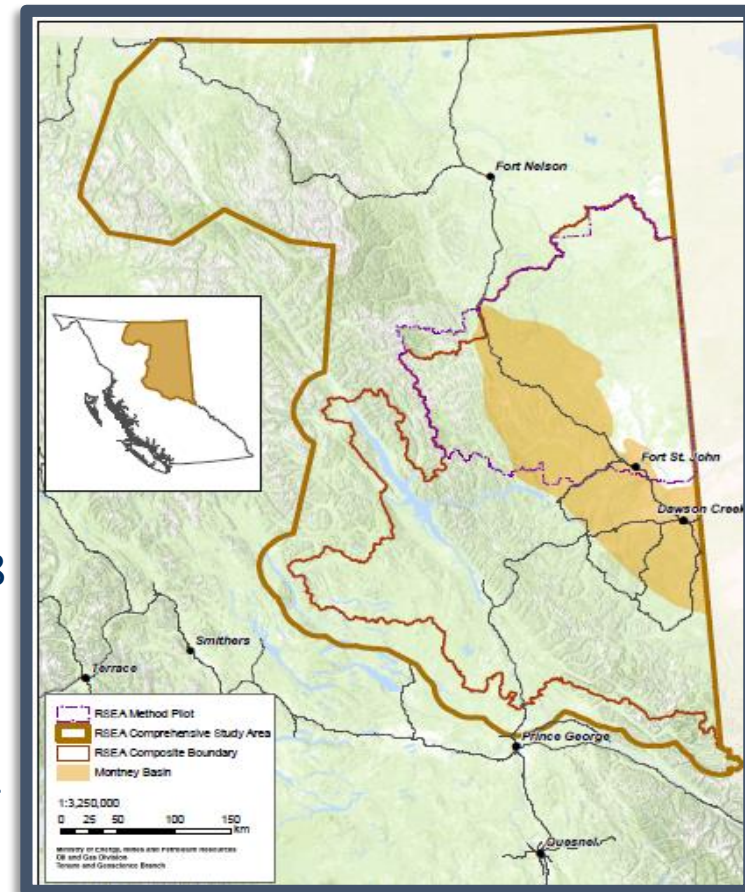 Fort Nelson
Fort St. John
Dawson Creek
Smithers
Terrace
Prince George
Quesnel
RSEA Method Pilot
RSEA Comprehensive Study Area
RSEA Composite Boundary
Montney Basin
1:3,250,000
0 25 50 100 150
km
Ministry of Energy, Mines and Petroleum Resources
Oil and Gas Division
Tenure and Geoscience Branch